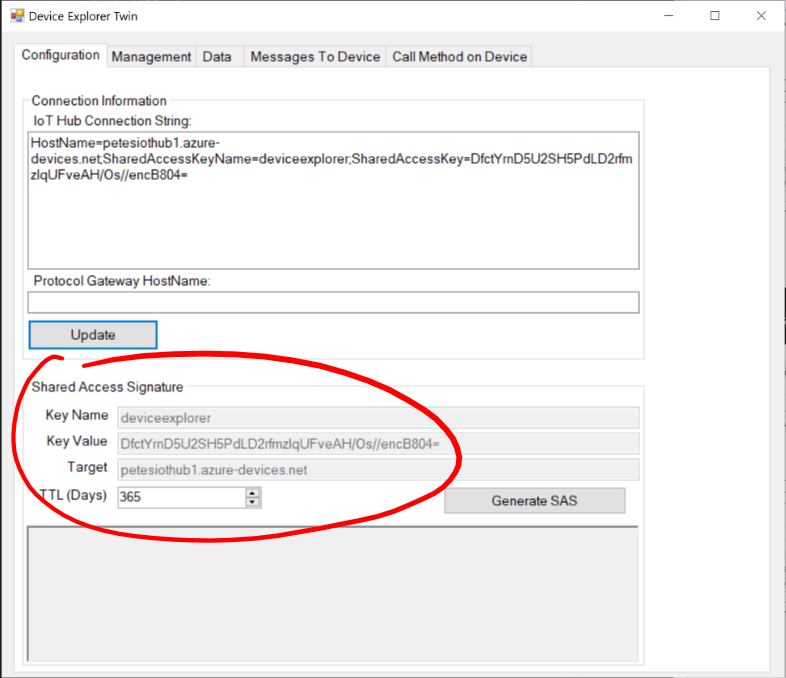 Device Explorer Twin
Configuration Management Data Messages To Device Call Method on Device
Connection Information
IoT Hub Connection String:
HostName=petesiothub1.azure-
devices.net;SharedAccessKeyName=deviceexplorer;SharedAccessKey=DfctYrnD5U2SH5PdLD2rfm
zlqUFveAH/Os//encB804=
Protocol Gateway HostName:
Update
Shared Access Signature
Key Name deviceexplorer
Key Value DfctYrnD5U2SH5PdLD2rfmzlqUFveAH/Os//encB804=
Target petesiothub1.azure-devices.net
TTL (Days) 365
Generate SAS